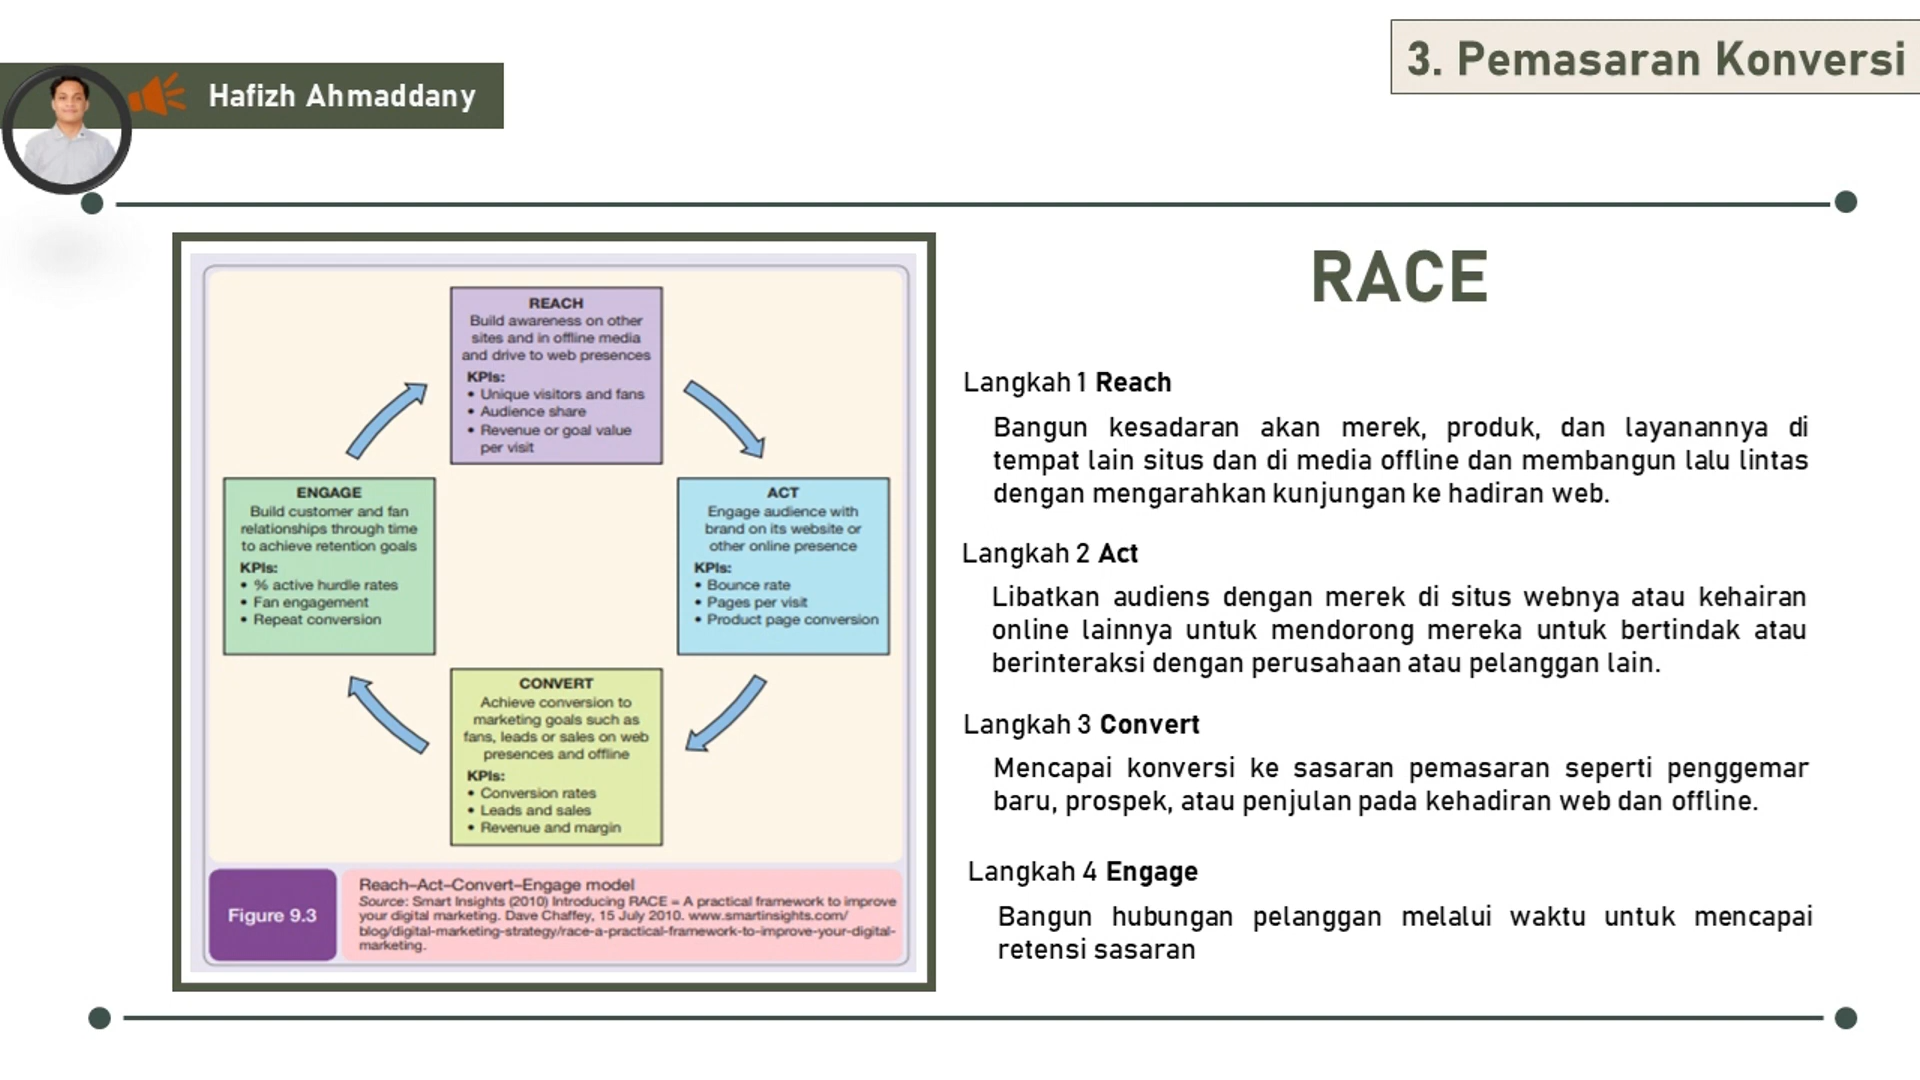 3. Pemasaran Konversi
Hafizh Ahmaddany
REACH
Build awareness on other
sites and in offline media
and drive to web presences
KPIs:
• Unique visitors and fans
• Audience share
• Revenue or goal value
per visit
ENGAGE
Build customer and fan
relationships through time
to achieve retention goals
KPIs:
• % active hurdle rates
• Fan engagement
• Repeat conversion
ACT
Engage audience with
brand on its website or
other online presence
KPIs:
• Bounce rate
• Pages per visit
• Product page conversion
CONVERT
Achieve conversion to
marketing goals such as
fans, leads or sales on web
presences and offline
KPIs:
• Conversion rates
• Leads and sales
• Revenue and margin
Figure 9.3
Reach–Act–Convert–Engage model
Source: Smart Insights (2010) Introducing RACE = A practical framework to improve
your digital marketing. Dave Chaffey, 15 July 2010. www.smartinsights.com/
blog/digital-marketing-strategy/race-a-practical-framework-to-improve-your-digital-
marketing.
RACE
Langkah 1 Reach
Bangun kesadaran akan merek, produk, dan layanannya di
tempat lain situs dan di media offline dan membangun lalu lintas
dengan mengarahkan kunjungan ke hadiran web.
Langkah 2 Act
Libatkan audiens dengan merek di situs webnya atau kehairan
online lainnya untuk mendorong mereka untuk bertindak atau
berinteraksi dengan perusahaan atau pelanggan lain.
Langkah 3 Convert
Mencapai konversi ke sasaran pemasaran seperti penggemar
baru, prospek, atau penjulan pada kehadiran web dan offline.
Langkah 4 Engage
Bangun hubungan pelanggan melalui waktu untuk mencapai
retensi sasaran